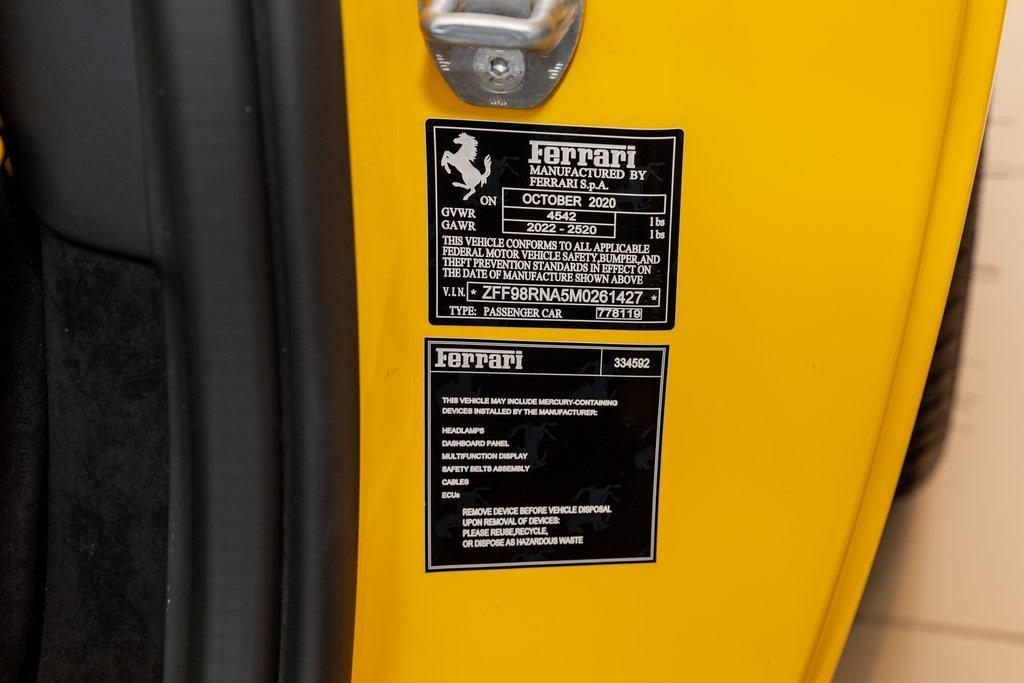 Ferrari
MANUFACTURED BY
FERRARI S.p.A.
ON OCTOBER 2020
GVWR 4542 lbs
GAWR 2022 - 2520 lbs
THIS VEHICLE CONFORMS TO ALL APPLICABLE
FEDERAL MOTOR VEHICLE SAFETY,BUMPER,AND
THEFT PREVENTION STANDARDS IN EFFECT ON
THE DATE OF MANUFACTURE SHOWN ABOVE
V.I.N. * ZFF98RNA5M0261427 *
TYPE: PASSENGER CAR 778119
Ferrari 334592
THIS VEHICLE MAY INCLUDE MERCURY-CONTAINING
DEVICES INSTALLED BY THE MANUFACTURER:
HEADLAMPS
DASHBOARD PANEL
MULTIFUNCTION DISPLAY
SAFETY BELTS ASSEMBLY
CABLES
ECUs
REMOVE DEVICE BEFORE VEHICLE DISPOSAL
UPON REMOVAL OF DEVICES:
PLEASE REUSE,RECYCLE,
OR DISPOSE AS HAZARDOUS WASTE